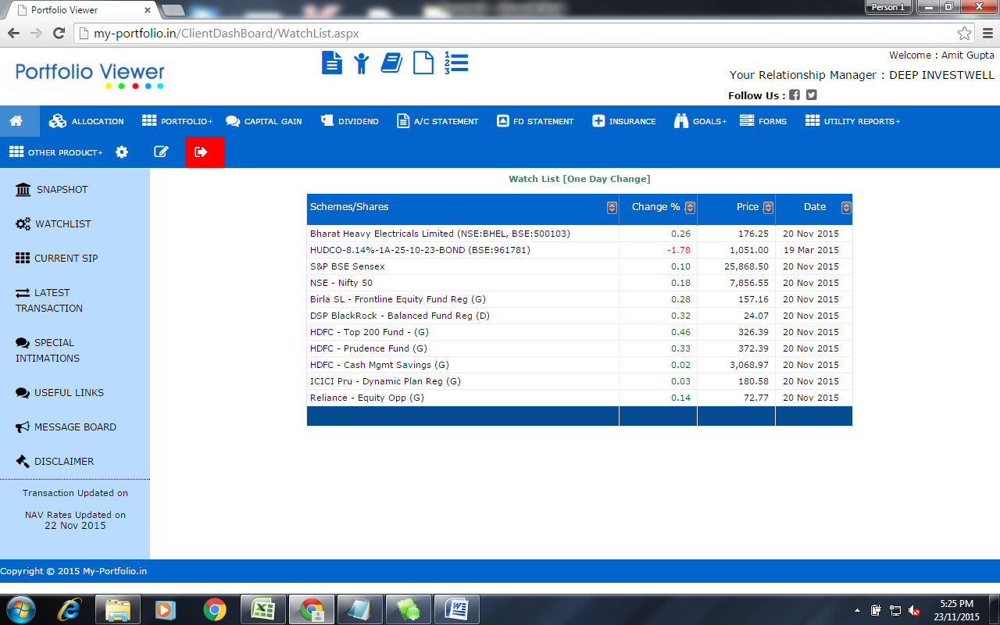 Portfolio Viewer
Person 1
my-portfolio.in/ClientDashBoard/WatchList.aspx
Portfolio Viewer
1
2
3
Welcome : Amit Gupta
Your Relationship Manager : DEEP INVESTWELL
Follow Us :
ALLOCATION PORTFOLIO+ CAPITAL GAIN DIVIDEND A/C STATEMENT FD STATEMENT INSURANCE GOALS+ FORMS UTILITY REPORTS+
OTHER PRODUCT+
SNAPSHOT
WATCHLIST
CURRENT SIP
LATEST
TRANSACTION
SPECIAL
INTIMATIONS
USEFUL LINKS
MESSAGE BOARD
DISCLAIMER
Transaction Updated on
NAV Rates Updated on
22 Nov 2015
Watch List [One Day Change]
Schemes/Shares Change % Price Date
Bharat Heavy Electricals Limited (NSE:BHEL, BSE:500103) 0.26 176.25 20 Nov 2015
HUDCO-8.14%-1A-25-10-23-BOND (BSE:961781) -1.78 1,051.00 19 Mar 2015
S&P BSE Sensex 0.10 25,868.50 20 Nov 2015
NSE - Nifty 50 0.18 7,856.55 20 Nov 2015
Birla SL - Frontline Equity Fund Reg (G) 0.28 157.16 20 Nov 2015
DSP BlackRock - Balanced Fund Reg (D) 0.32 24.07 20 Nov 2015
HDFC - Top 200 Fund - (G) 0.46 326.39 20 Nov 2015
HDFC - Prudence Fund (G) 0.33 372.39 20 Nov 2015
HDFC - Cash Mgmt Savings (G) 0.02 3,068.97 20 Nov 2015
ICICI Pru - Dynamic Plan Reg (G) 0.03 180.58 20 Nov 2015
Reliance - Equity Opp (G) 0.14 72.77 20 Nov 2015
Copyright © 2015 My-Portfolio.in
5:25 PM
23/11/2015